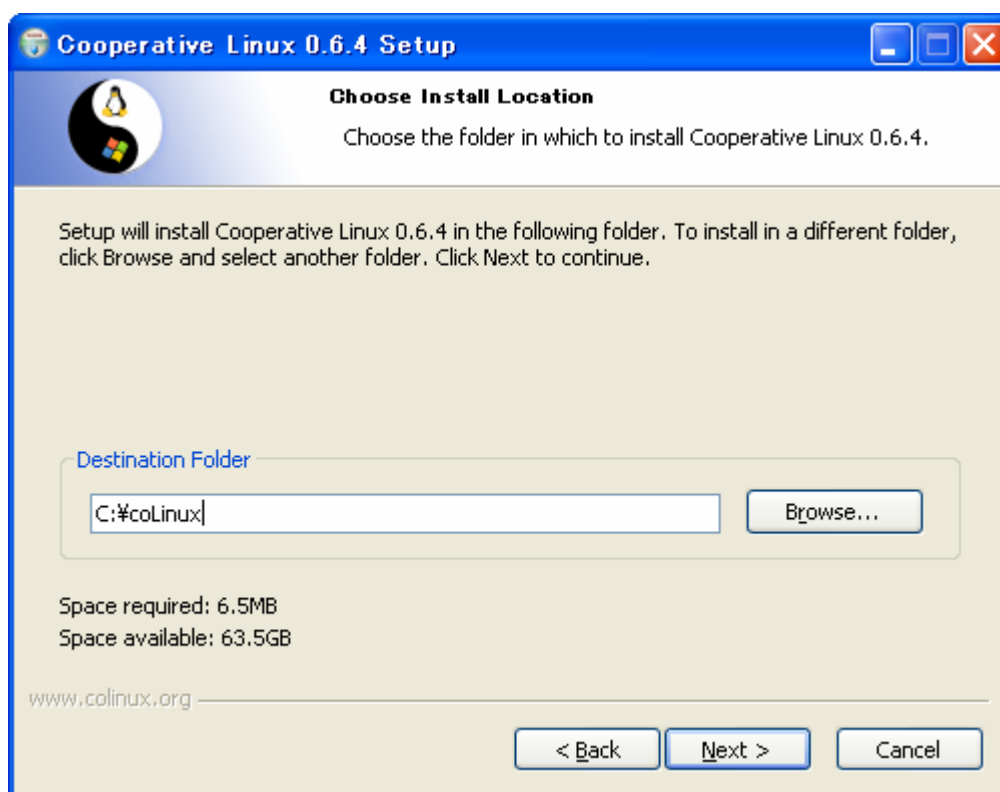 Cooperative Linux 0.6.4 Setup
Choose Install Location
Choose the folder in which to install Cooperative Linux 0.6.4.
Setup will install Cooperative Linux 0.6.4 in the following folder. To install in a different folder,
click Browse and select another folder. Click Next to continue.
Destination Folder
C:¥coLinux
Browse...
Space required: 6.5MB
Space available: 63.5GB
www.colinux.org
< Back
Next >
Cancel